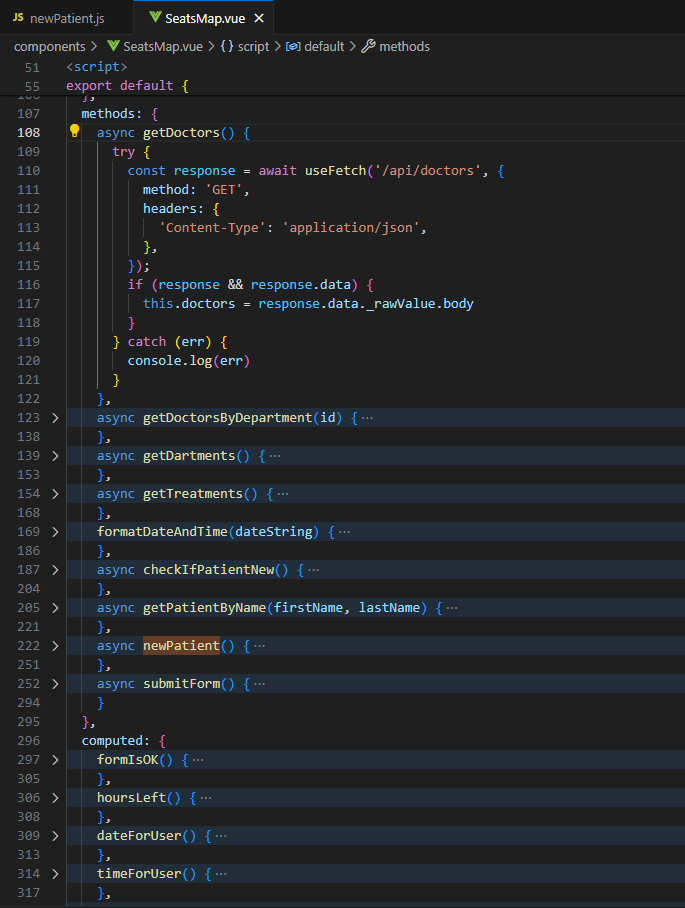 JS newPatient.js SeatsMap.vue ×
components > SeatsMap.vue > {} script > default > methods
51 <script>
55 export default {
107 methods: {
108 async getDoctors() {
109 try {
110 const response = await useFetch('/api/doctors', {
111 method: 'GET',
112 headers: {
113 'Content-Type': 'application/json',
114 },
115 });
116 if (response && response.data) {
117 this.doctors = response.data._rawValue.body
118 }
119 } catch (err) {
120 console.log(err)
121 }
122 },
123 > async getDoctorsByDepartment(id) { ···
138 },
139 > async getDartments() { ···
153 },
154 > async getTreatments() { ···
168 },
169 > formatDateAndTime(dateString) { ···
186 },
187 > async checkIfPatientNew() { ···
204 },
205 > async getPatientByName(firstName, lastName) { ···
221 },
222 > async newPatient() { ···
251 },
252 > async submitForm() { ···
294 }
295 },
296 computed: {
297 > formIsOK() { ···
305 },
306 > hoursLeft() { ···
308 },
309 > dateForUser() { ···
313 },
314 > timeForUser() { ···
317 },